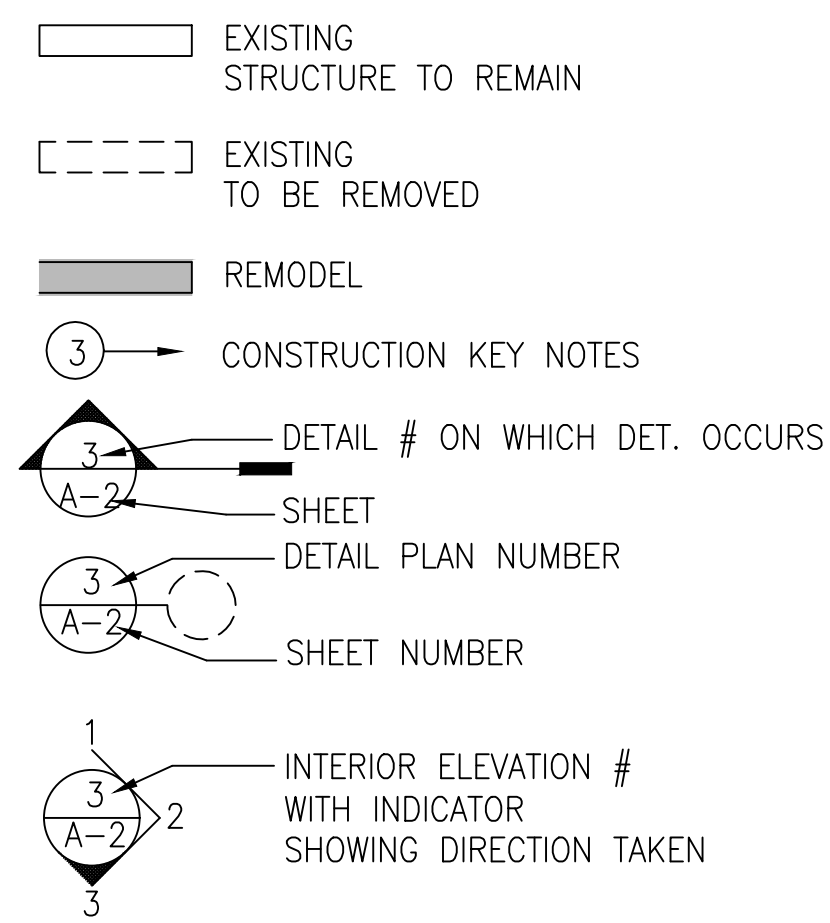 EXISTING
STRUCTURE TO REMAIN
EXISTING
TO BE REMOVED
REMODEL
3
CONSTRUCTION KEY NOTES
3
DETAIL # ON WHICH DET. OCCURS
A-2
SHEET
DETAIL PLAN NUMBER
3
A-2
SHEET NUMBER
1
INTERIOR ELEVATION #
3
WITH INDICATOR
2
A-2
SHOWING DIRECTION TAKEN
3